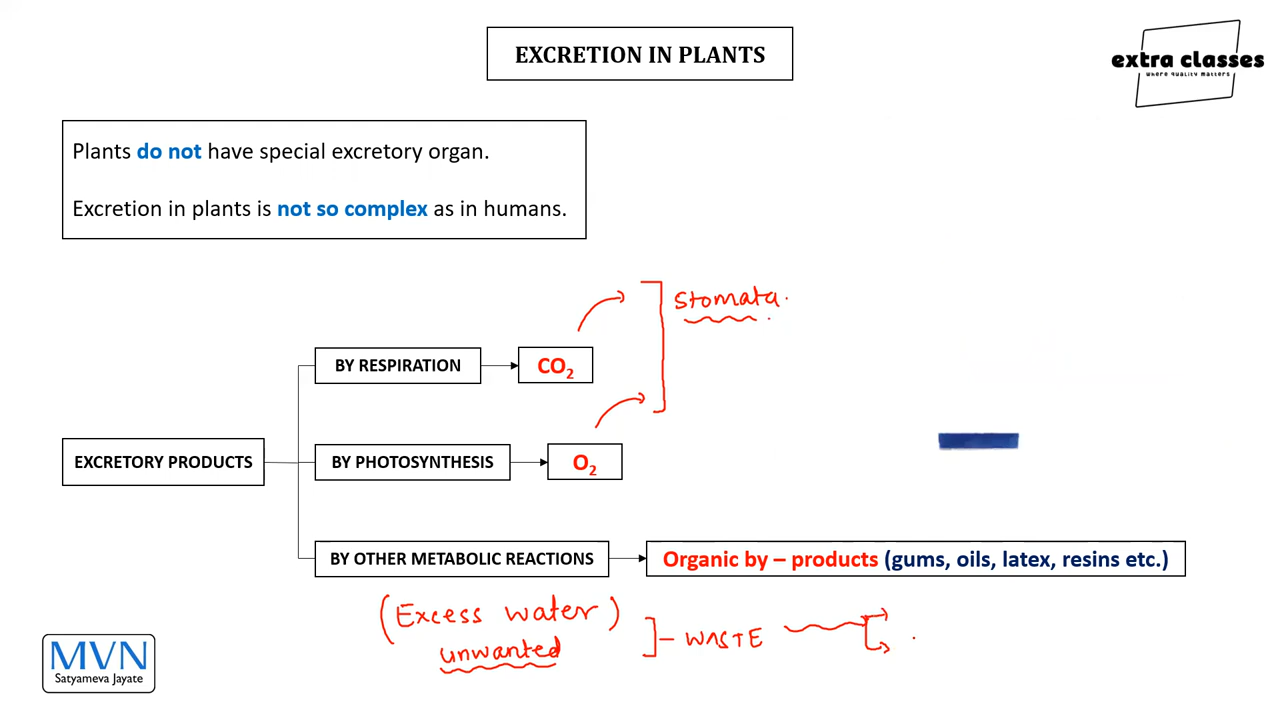 EXCRETION IN PLANTS
extra classes
where quality matters
Plants do not have special excretory organ.
Excretion in plants is not so complex as in humans.
Stomata.
BY RESPIRATION
CO₂
EXCRETORY PRODUCTS
BY PHOTOSYNTHESIS
O₂
BY OTHER METABOLIC REACTIONS
Organic by – products (gums, oils, latex, resins etc.)
(Excess water)
unwanted
- WASTE
MVN
Satyameva Jayate